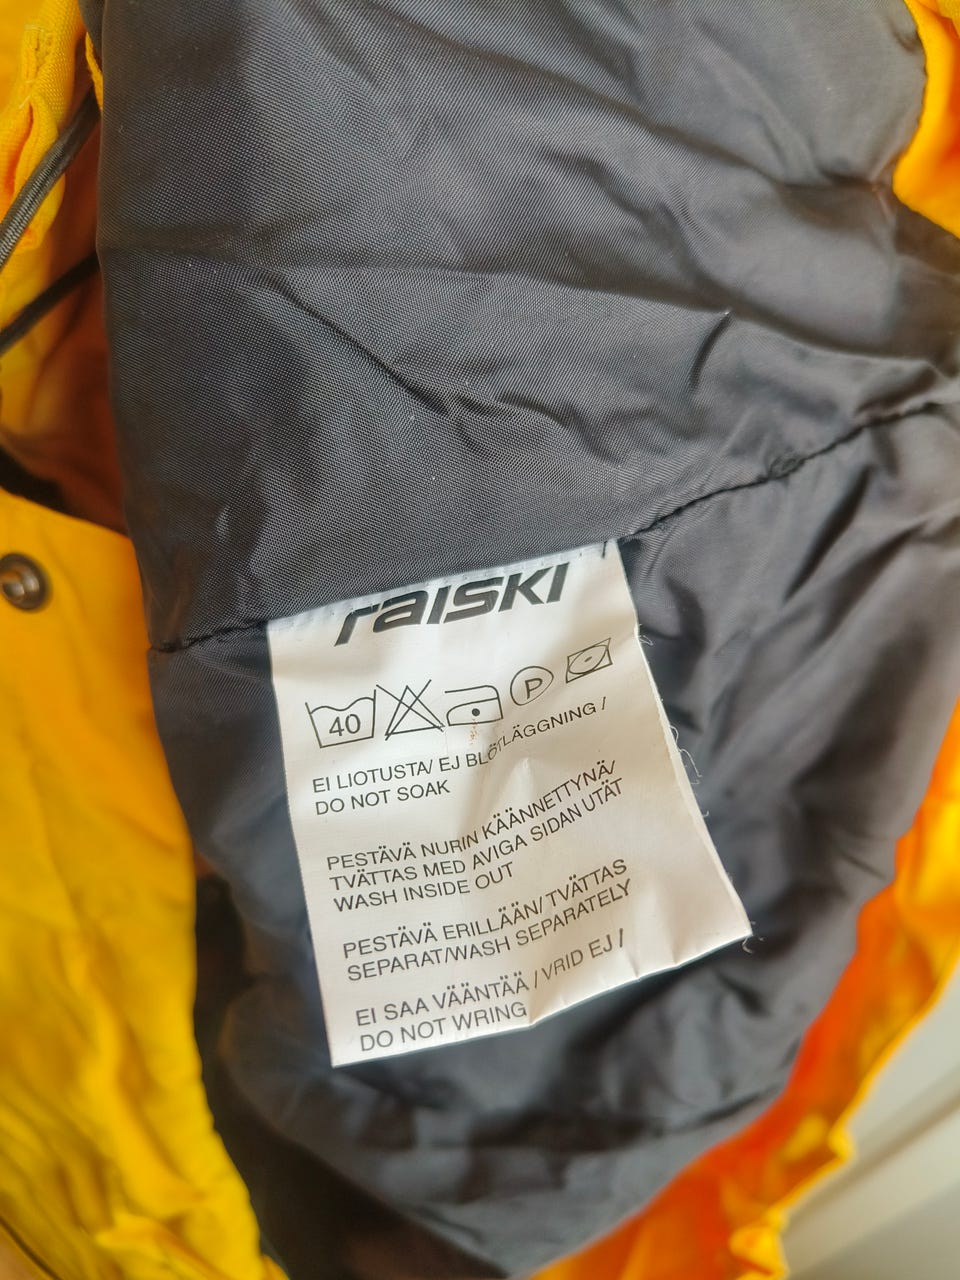 raiski
40 P
EI LIOTUSTA/ EJ BLÖTLÄGGNING /
DO NOT SOAK
PESTÄVÄ NURIN KÄÄNNETTYNÄ/
TVÄTTAS MED AVIGA SIDAN UTÄT
WASH INSIDE OUT
PESTÄVÄ ERILLÄÄN/ TVÄTTAS
SEPARAT/WASH SEPARATELY
EI SAA VÄÄNTÄÄ / VRID EJ /
DO NOT WRING